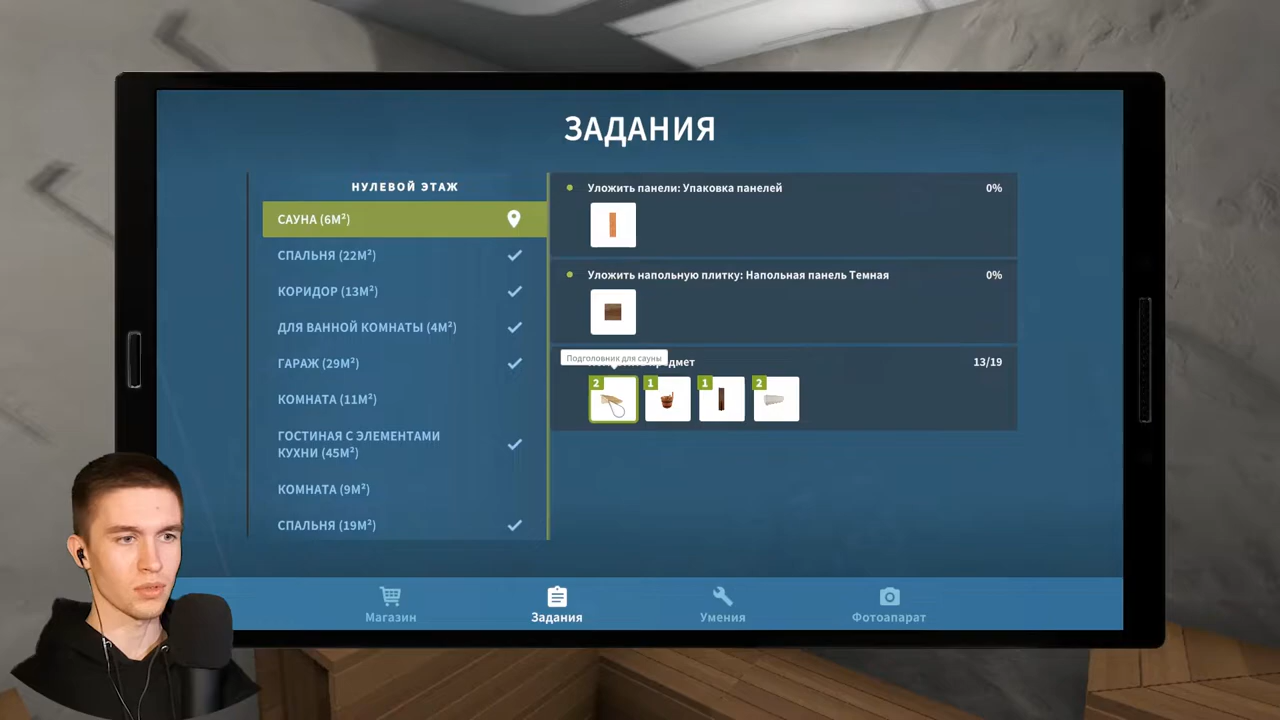 ЗАДАНИЯ
НУЛЕВОЙ ЭТАЖ
САУНА (6М²)
СПАЛЬНЯ (22М²)
КОРИДОР (13М²)
ДЛЯ ВАННОЙ КОМНАТЫ (4М²)
ГАРАЖ (29М²)
КОМНАТА (11М²)
ГОСТИНАЯ С ЭЛЕМЕНТАМИ
КУХНИ (45М²)
КОМНАТА (9М²)
СПАЛЬНЯ (19М²)
Уложить панели: Упаковка панелей 0%
Уложить напольную плитку: Напольная панель Темная 0%
Подголовник для сауны
13/19
2 1 1 2
Магазин Задания Умения Фотоаппарат